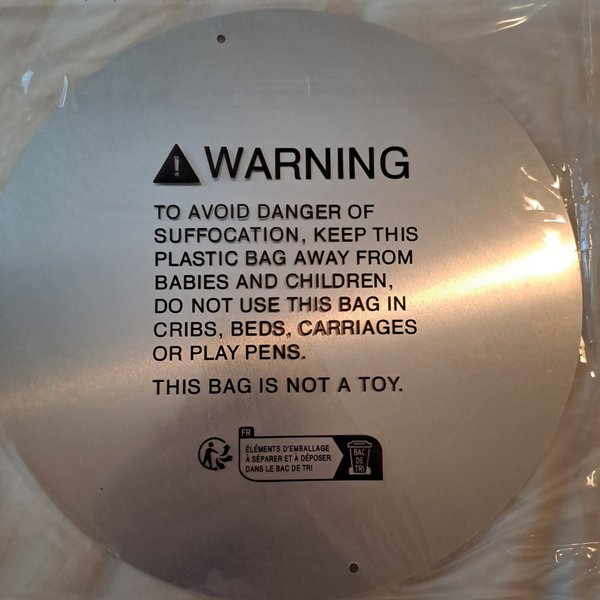 WARNING
TO AVOID DANGER OF
SUFFOCATION, KEEP THIS
PLASTIC BAG AWAY FROM
BABIES AND CHILDREN,
DO NOT USE THIS BAG IN
CRIBS, BEDS, CARRIAGES
OR PLAY PENS.
THIS BAG IS NOT A TOY.
FR
ÉLÉMENTS D'EMBALLAGE
À SÉPARER ET À DÉPOSER
DANS LE BAC DE TRI
BAC
DE
TRI